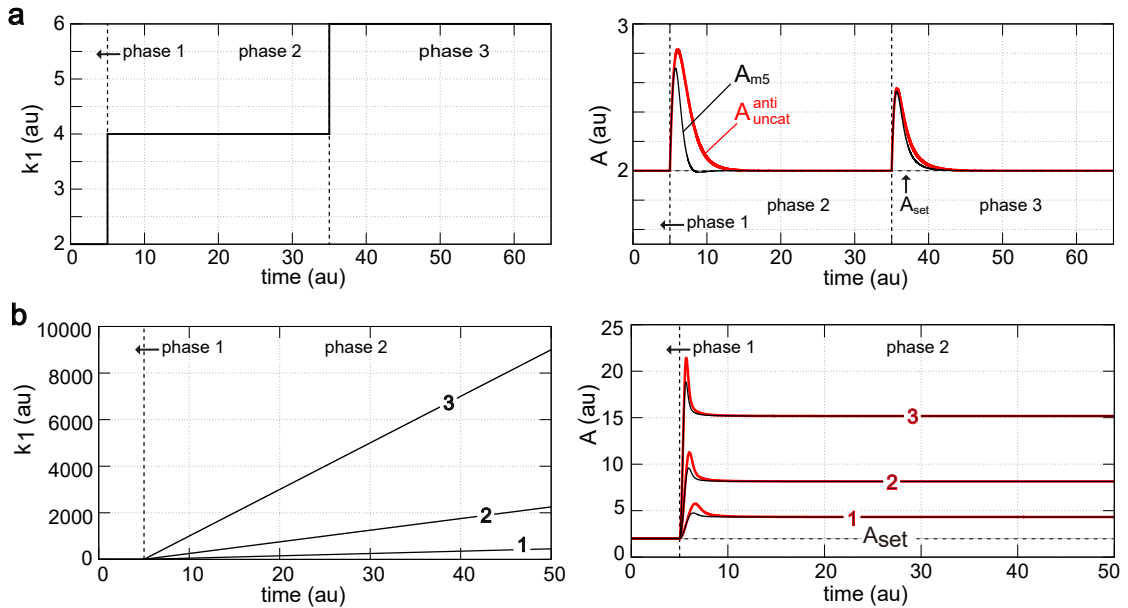 a
6
5
4
3
2
k1 (au)
phase 1
phase 2
phase 3
0
10
20
30
40
50
60
time (au)
3
2
A (au)
Am5
A anti uncat
Aset
phase 1
phase 2
phase 3
0
10
20
30
40
50
60
time (au)
b
10000
8000
6000
4000
2000
0
k1 (au)
phase 1
phase 2
3
2
1
0
10
20
30
40
50
time (au)
25
20
15
10
5
0
A (au)
phase 1
phase 2
3
2
1
Aset
0
10
20
30
40
50
time (au)